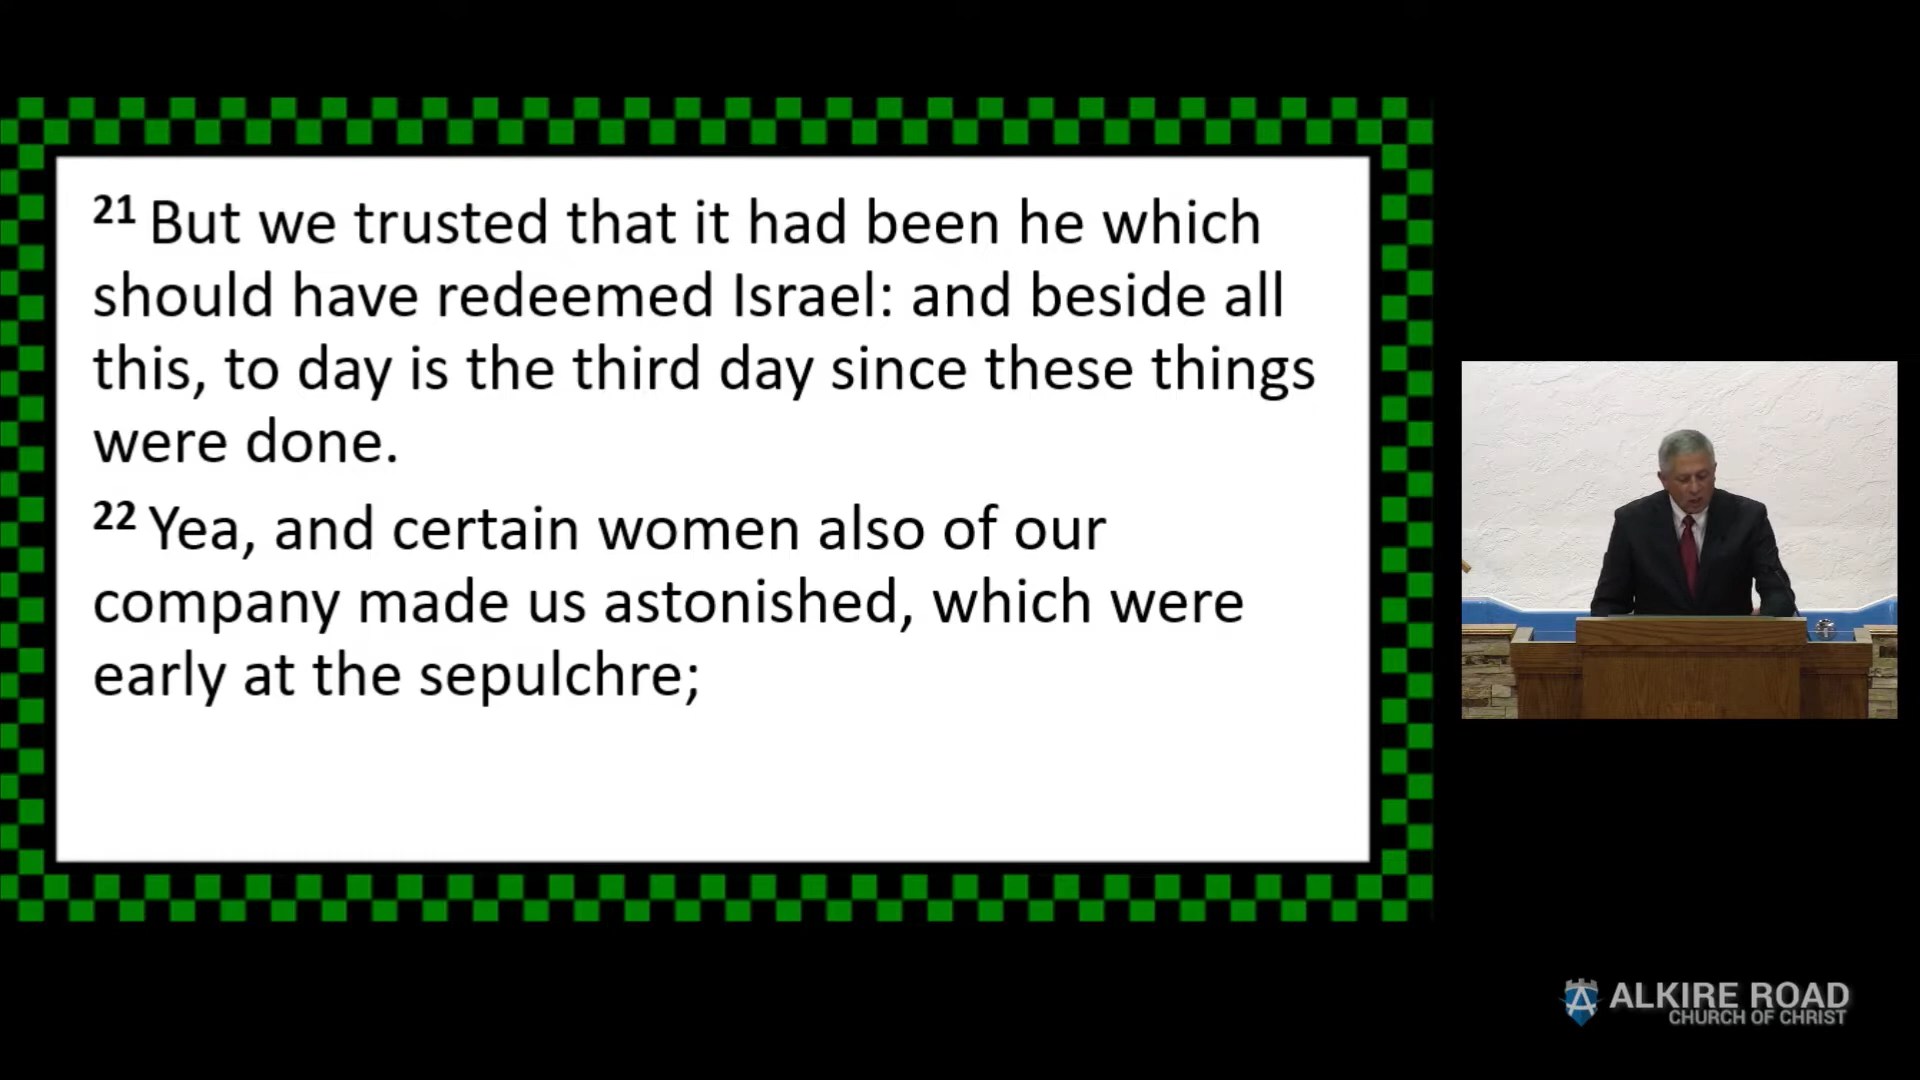 21 But we trusted that it had been he which
should have redeemed Israel: and beside all
this, to day is the third day since these things
were done.
22 Yea, and certain women also of our
company made us astonished, which were
early at the sepulchre;
ALKIRE ROAD
CHURCH OF CHRIST